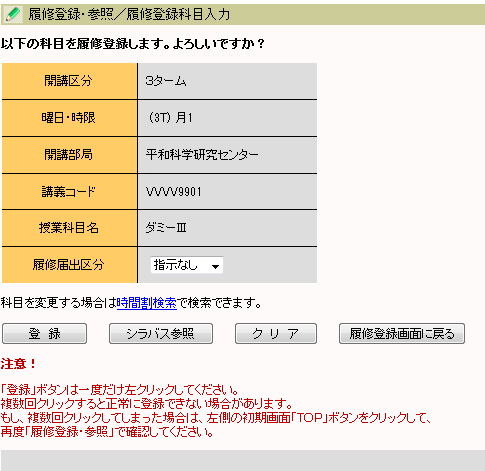 履修登録・参照／履修登録科目入力
以下の科目を履修登録します。よろしいですか？
開講区分 3ターム
曜日・時限 (3T) 月1
開講部局 平和科学研究センター
講義コード VVVV9901
授業科目名 ダミーⅢ
履修届出区分 指示なし
科目を変更する場合は時間割検索で検索できます。
登 録 シラバス参照 ク リ ア 履修登録画面に戻る
注意！
「登録」ボタンは一度だけ左クリックしてください。
複数回クリックすると正常に登録できない場合があります。
もし、複数回クリックしてしまった場合は、左側の初期画面「TOP」ボタンをクリックして、
再度「履修登録・参照」で確認してください。